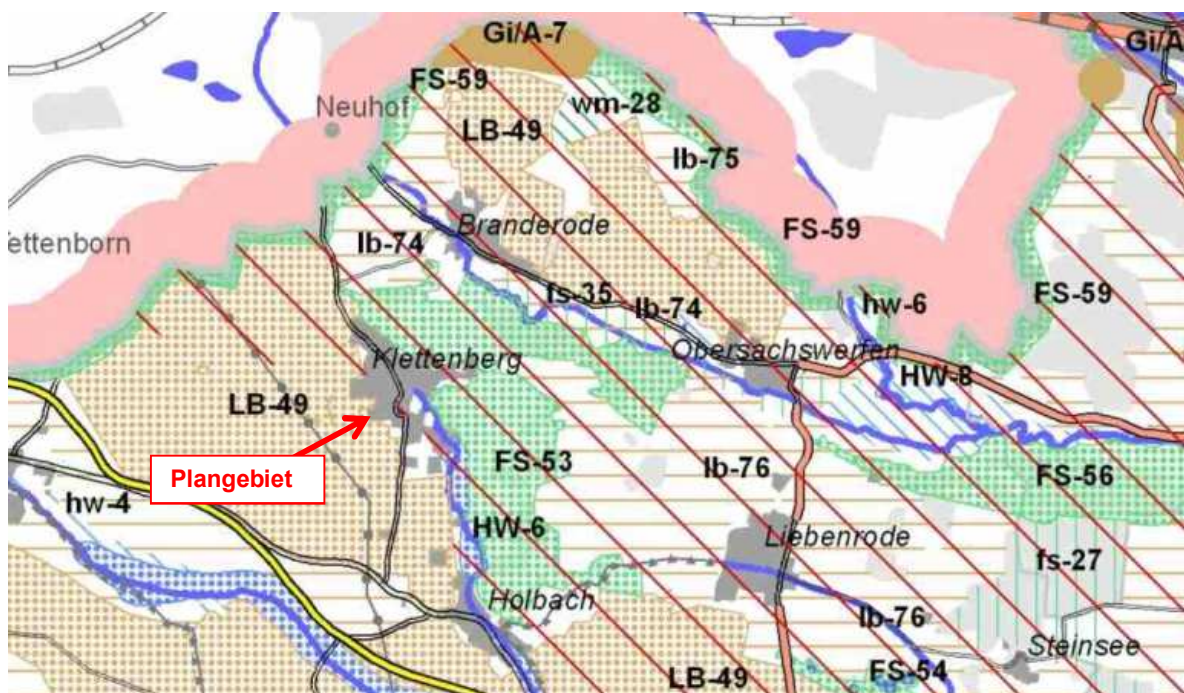 Gi/A-7
Gi/A
FS-59
wm-28
Neuhof
LB-49
lb-75
Branderode
FS-59
ettenborn
lb-74
fs-35
lb-74
hw-6
FS-59
Klettenberg
Obersachswerfen
HW-8
LB-49
FS-53
lb-76
Plangebiet
FS-56
hw-4
HW-6
Liebenrode
fs-27
Holbach
lb-76
Steinsee
LB-49
FS-54